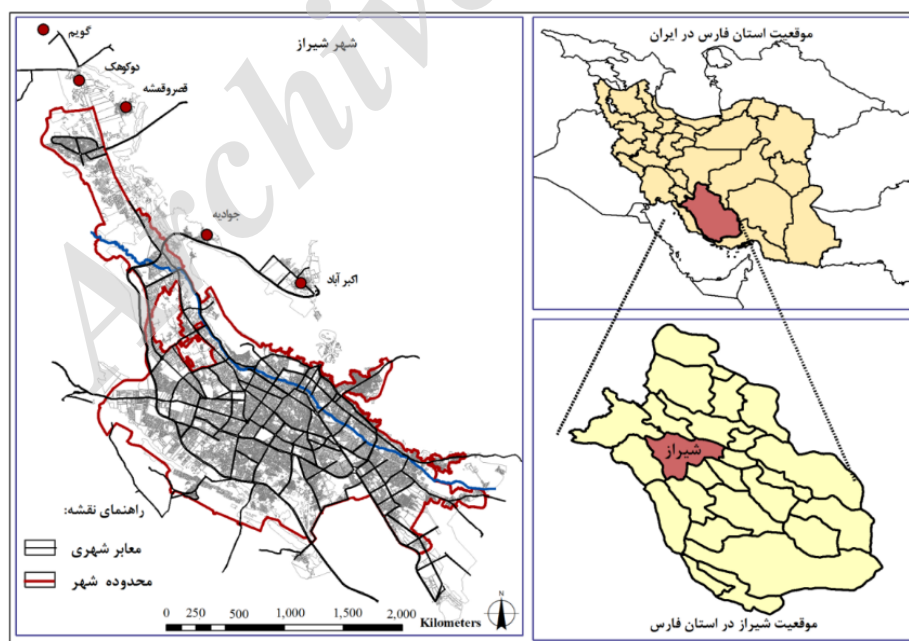 شهر شیراز
گویم
دوکوهک
قصروقمشه
جوادیه
اکبر آباد
راهنمای نقشه:
معابر شهری
محدوده شهر
0 250 500 1,000 1,500 2,000
Kilometers
N
موقعیت استان فارس در ایران
شیراز
موقعیت شیراز در استان فارس
Archive